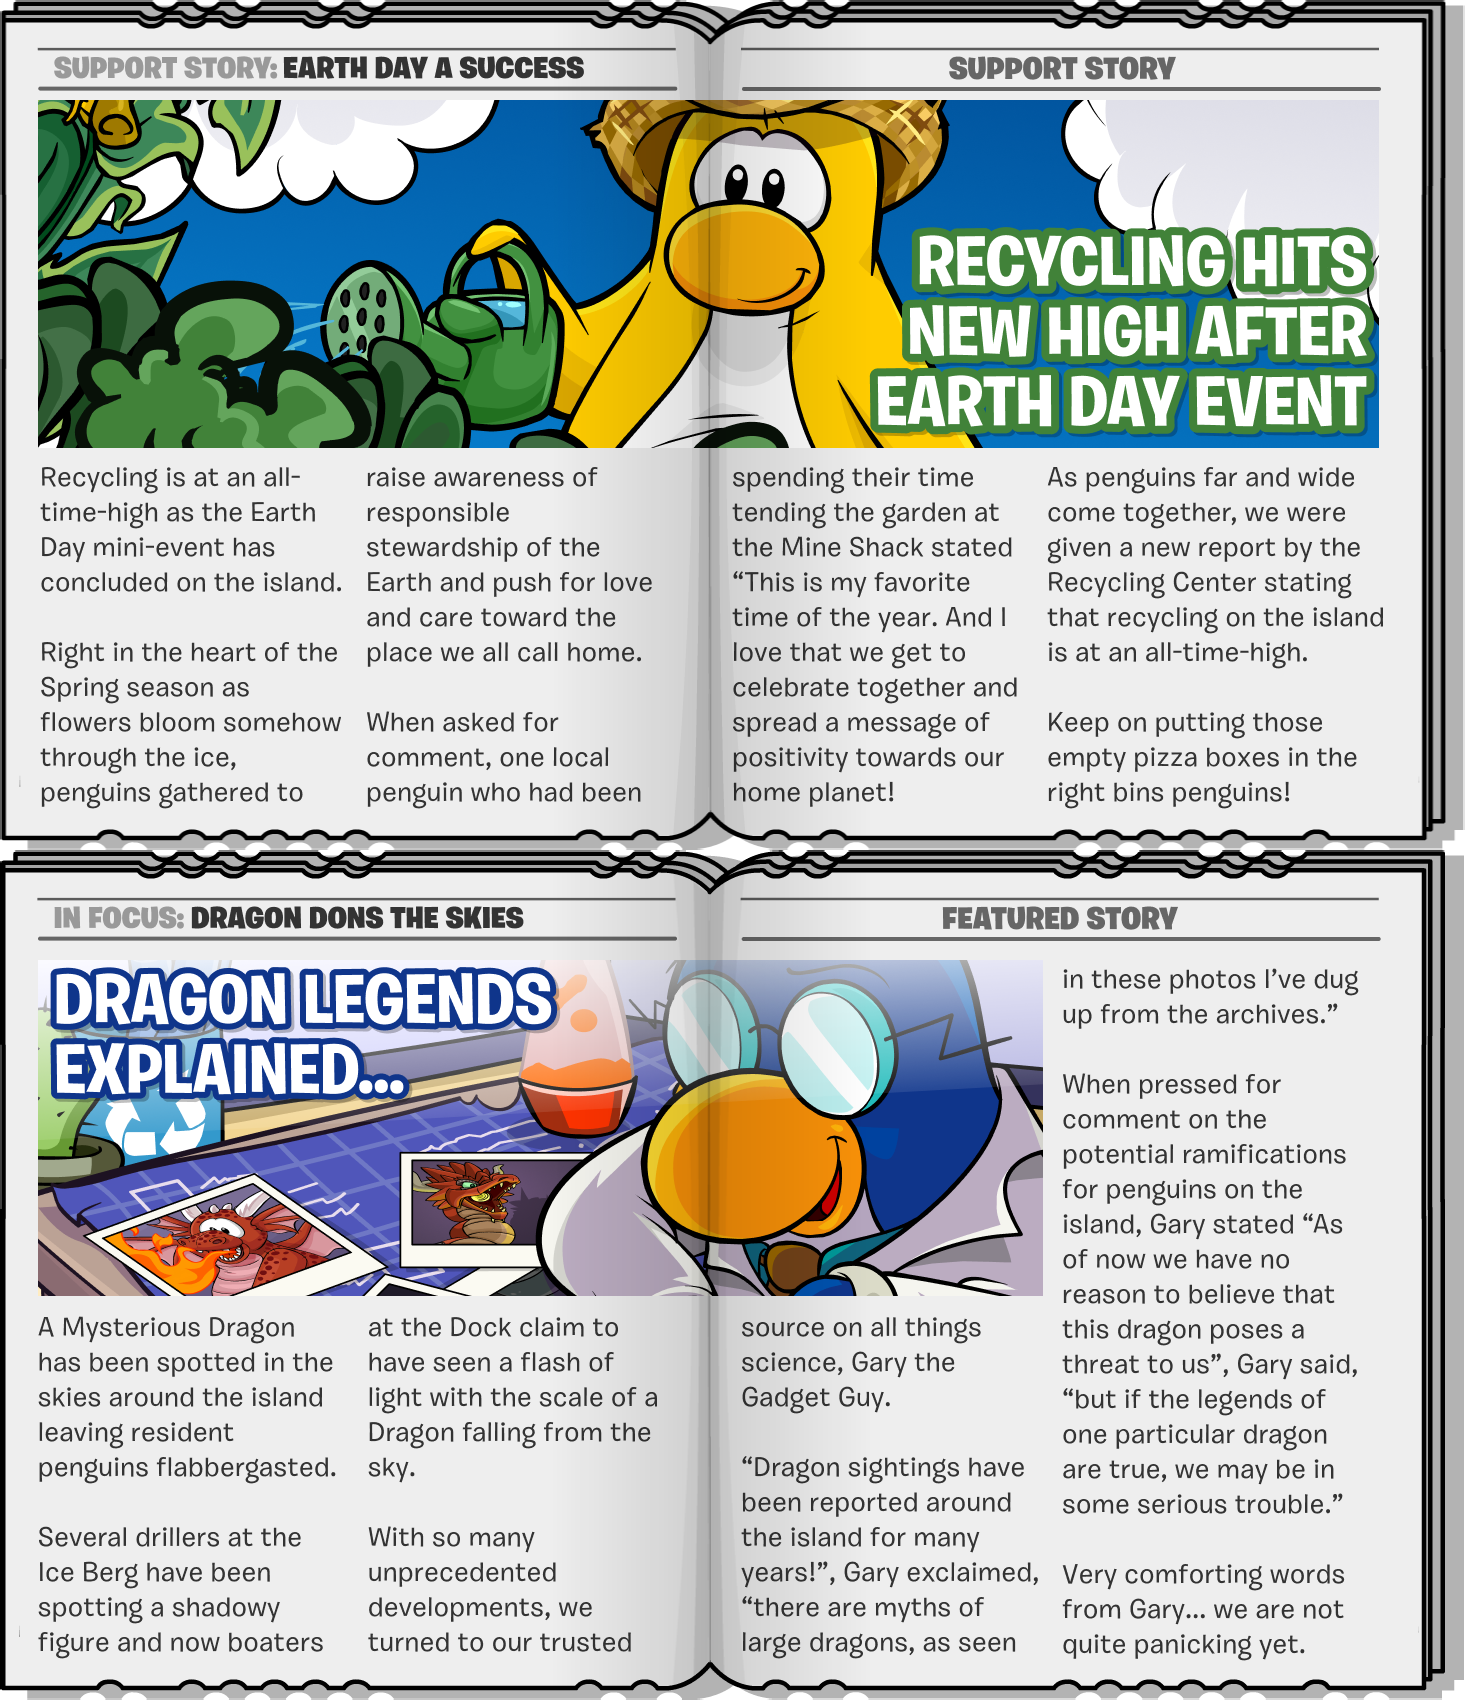 SUPPORT STORY: EARTH DAY A SUCCESS
SUPPORT STORY
RECYCLING HITS
NEW HIGH AFTER
EARTH DAY EVENT
Recycling is at an all-
time-high as the Earth
Day mini-event has
concluded on the island.
Right in the heart of the
Spring season as
flowers bloom somehow
through the ice,
penguins gathered to
raise awareness of
responsible
stewardship of the
Earth and push for love
and care toward the
place we all call home.
When asked for
comment, one local
penguin who had been
spending their time
tending the garden at
the Mine Shack stated
“This is my favorite
time of the year. And I
love that we get to
celebrate together and
spread a message of
positivity towards our
home planet!
As penguins far and wide
come together, we were
given a new report by the
Recycling Center stating
that recycling on the island
is at an all-time-high.
Keep on putting those
empty pizza boxes in the
right bins penguins!
IN FOCUS: DRAGON DONS THE SKIES
FEATURED STORY
DRAGON LEGENDS
EXPLAINED...
A Mysterious Dragon
has been spotted in the
skies around the island
leaving resident
penguins flabbergasted.
Several drillers at the
Ice Berg have been
spotting a shadowy
figure and now boaters
at the Dock claim to
have seen a flash of
light with the scale of a
Dragon falling from the
sky.
With so many
unprecedented
developments, we
turned to our trusted
source on all things
science, Gary the
Gadget Guy.
“Dragon sightings have
been reported around
the island for many
years!”, Gary exclaimed,
“there are myths of
large dragons, as seen
in these photos I’ve dug
up from the archives.”
When pressed for
comment on the
potential ramifications
for penguins on the
island, Gary stated “As
of now we have no
reason to believe that
this dragon poses a
threat to us”, Gary said,
“but if the legends of
one particular dragon
are true, we may be in
some serious trouble.”
Very comforting words
from Gary... we are not
quite panicking yet.